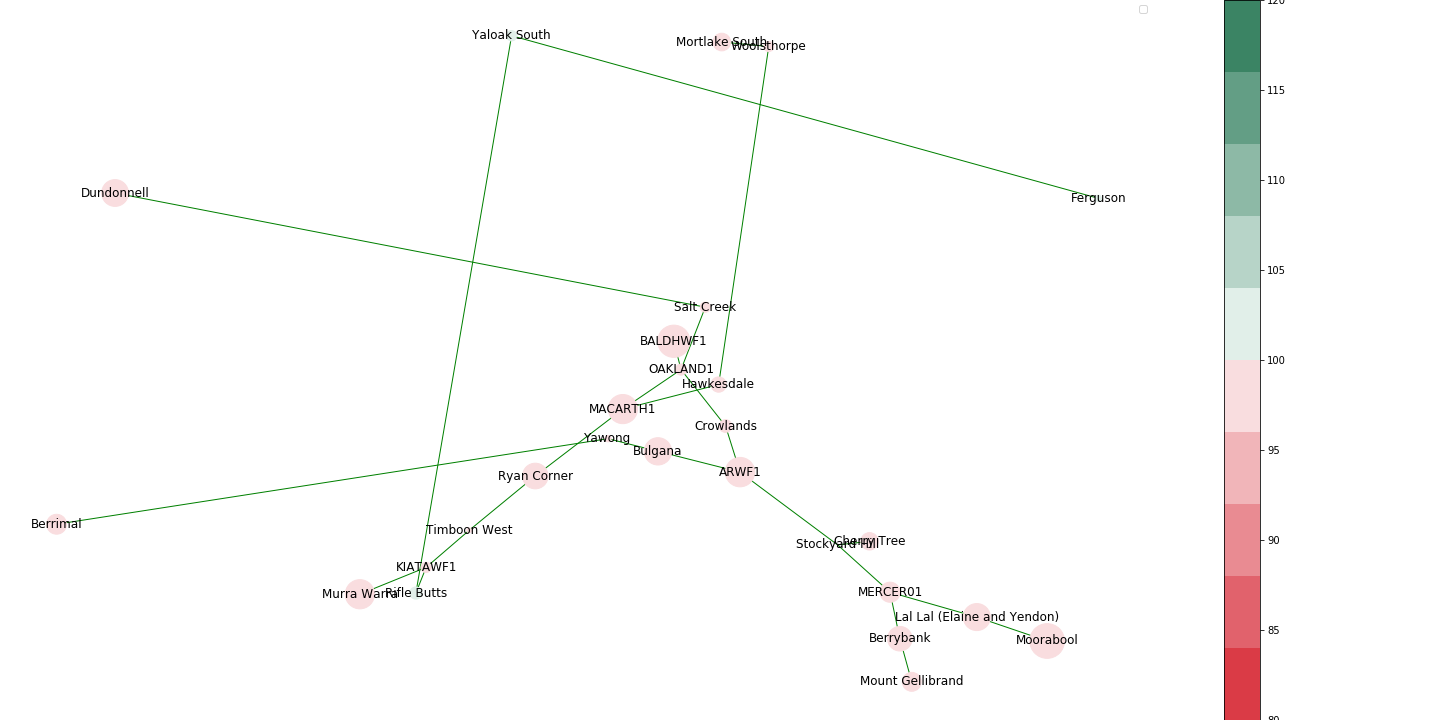 120
Yaloak South
Mortlake South
Woolsthorpe
115
110
Dundonnell
Ferguson
105
Salt Creek
BALDHWF1
100
OAKLAND1
Hawkesdale
MACARTH1
Crowlands
Yawong
Bulgana
95
ARWF1
Ryan Corner
Berrimal
Timboon West
Stockyard Hill
Cherry Tree
90
KIATAWF1
Murra Warra
Rifle Butts
MERCER01
Lal Lal (Elaine and Yendon)
85
Berrybank
Moorabool
Mount Gellibrand
80